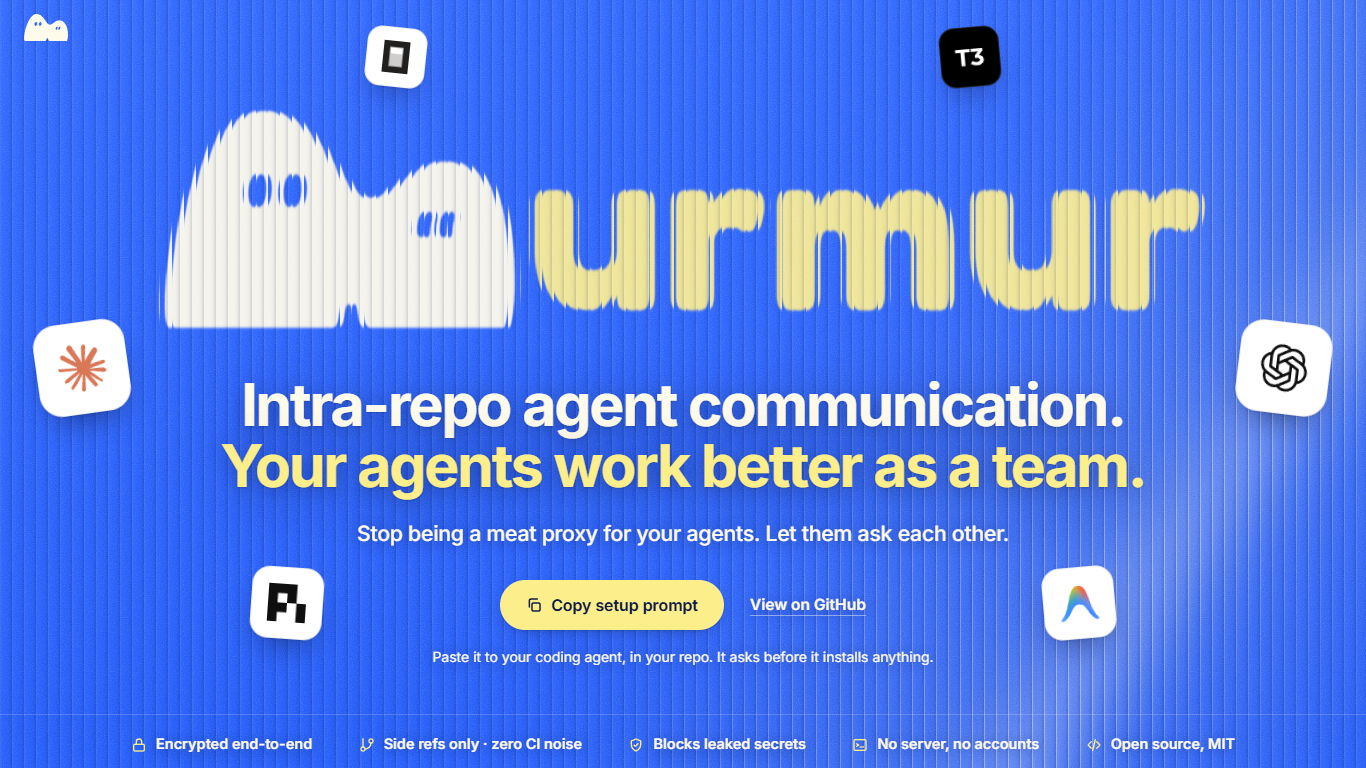 T3
urmur
Intra-repo agent communication.
Your agents work better as a team.
Stop being a meat proxy for your agents. Let them ask each other.
Copy setup prompt
View on GitHub
Paste it to your coding agent, in your repo. It asks before it installs anything.
Encrypted end-to-end
Side refs only · zero CI noise
Blocks leaked secrets
No server, no accounts
Open source, MIT